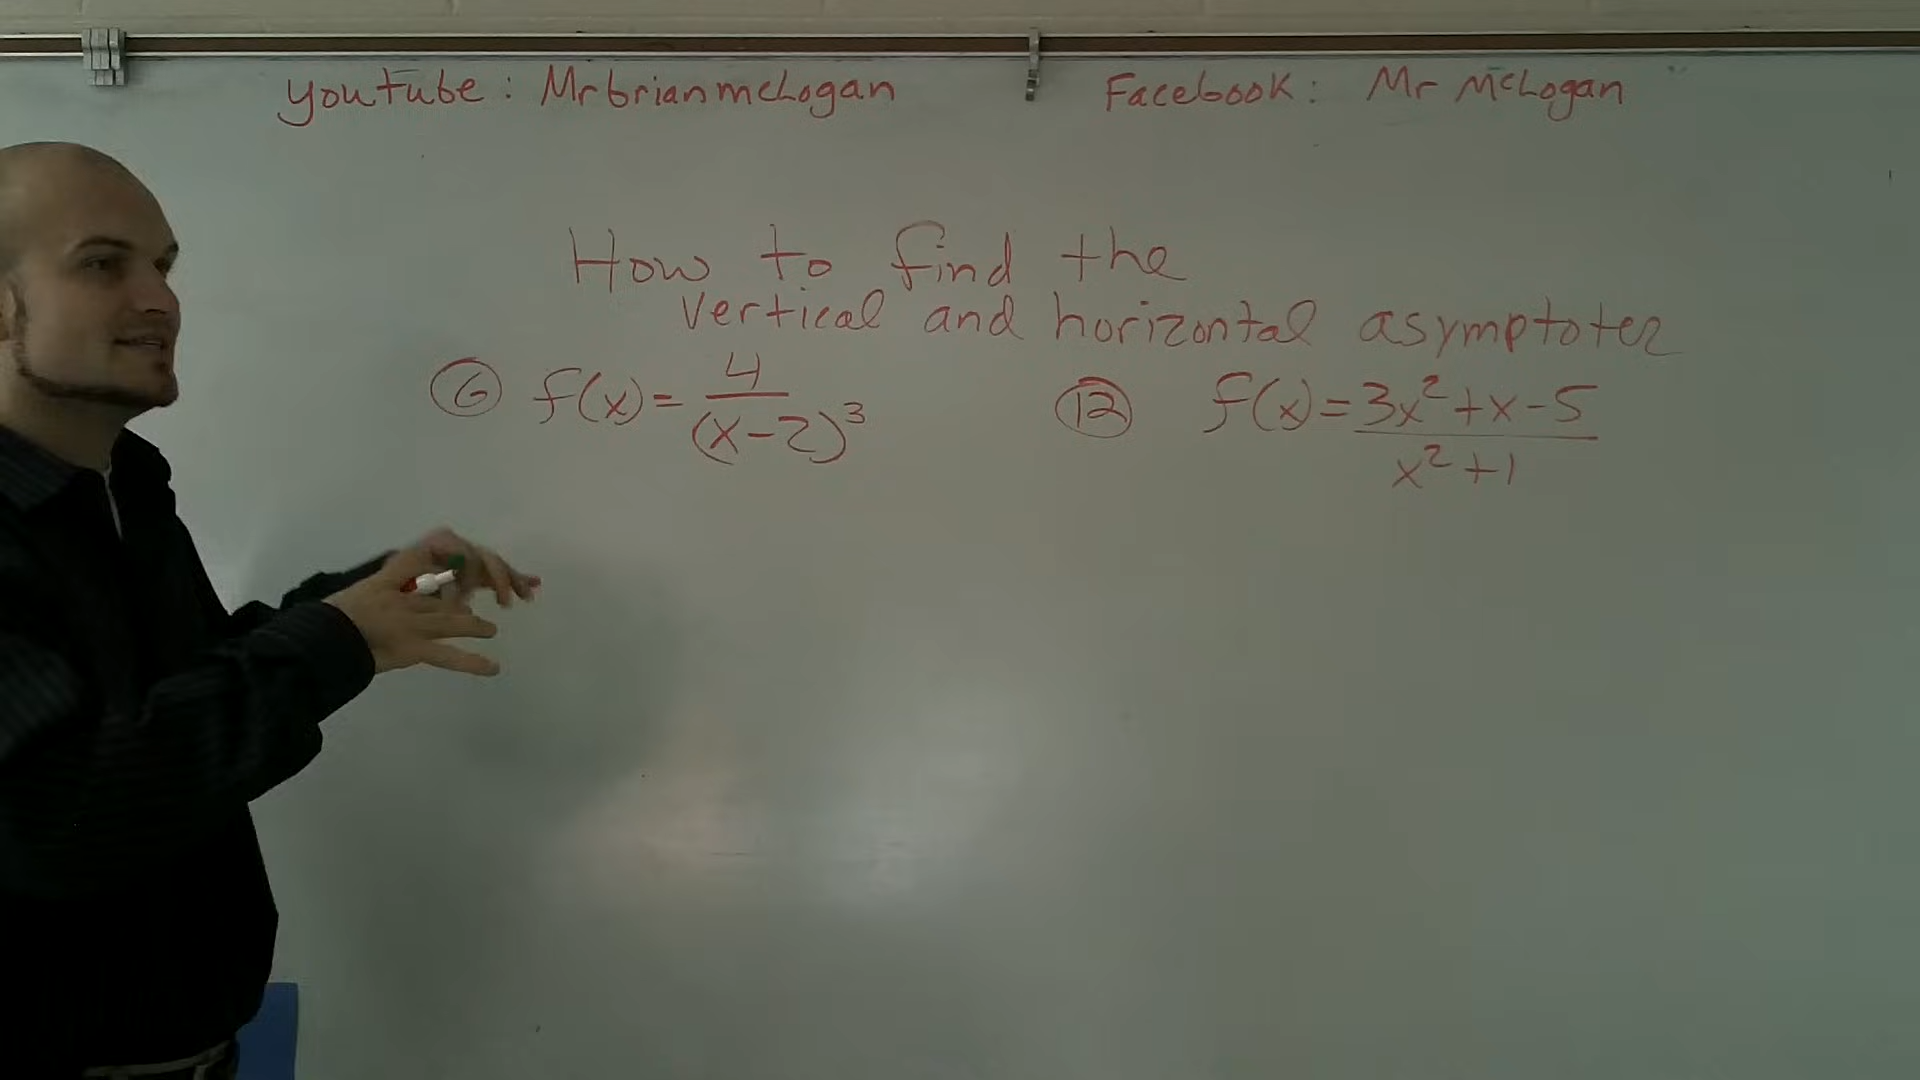 youtube: Mrbrianmclogan
Facebook: Mr McLogan
How to find the
vertical and horizontal asymptotes
6 f(x)= 4/(x-2)³
12 f(x)= 3x²+x-5/x²+1